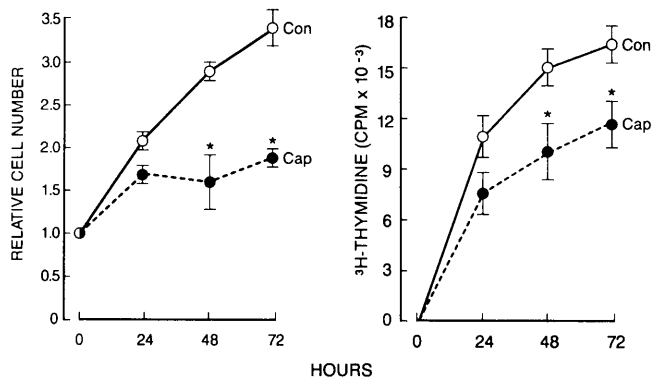 RELATIVE CELL NUMBER
3.5
3.0
2.5
2.0
1.5
1.0
0.5
0
0 24 48 72
Con
*
*
Cap
³H-THYMIDINE (CPM x 10⁻³)
18
15
12
9
6
3
0
0 24 48 72
Con
*
*
Cap
HOURS